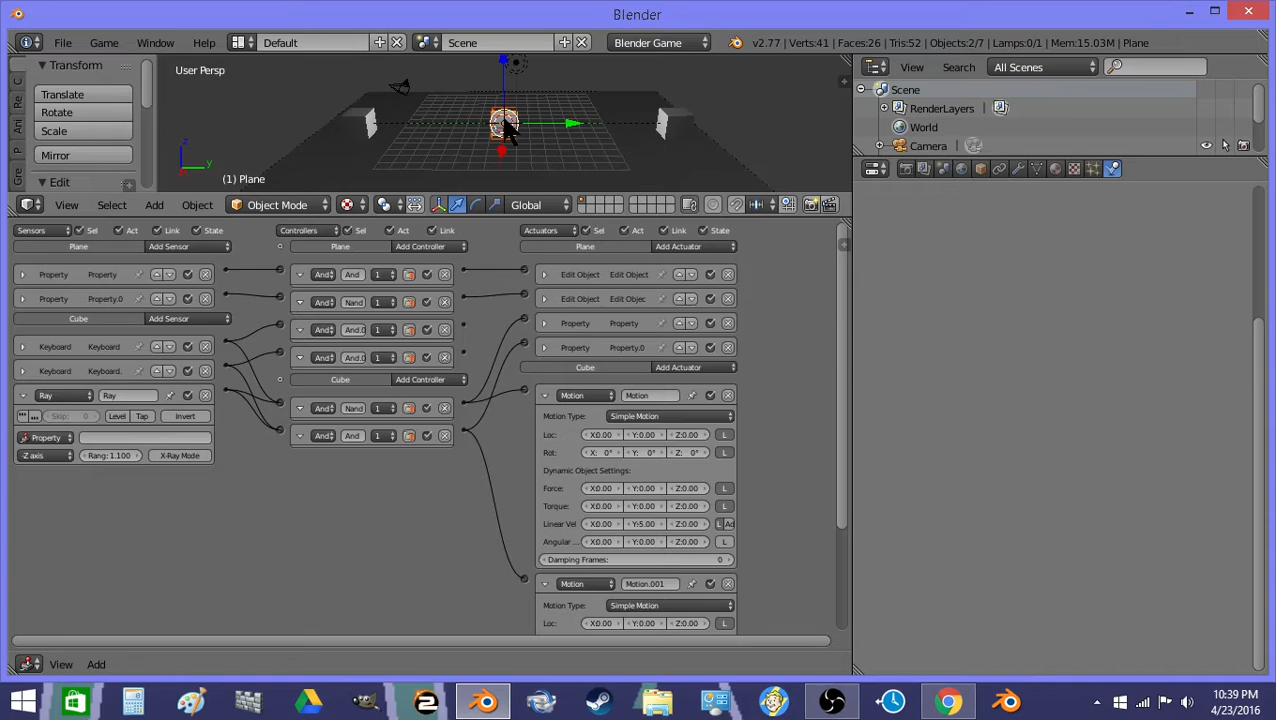 Blender
File Game Window Help Default Scene Blender Game v2.77 | Verts:41 | Faces:26 | Tris:52 | Objects:2/7 | Lamps:0/1 | Mem:15.03M | Plane
Transform
Translate
Rotate
Scale
Mirror
Edit
C
Re
Ani
P
Gre
User Persp
z
y
(1) Plane
View Search All Scenes
Scene
RenderLayers
World
Camera
View Select Add Object Object Mode Global
Sensors Sel Act Link State Controllers Sel Act Link Actuators Sel Act Link State
Plane Add Sensor Plane Add Controller Plane Add Actuator
Property Property And And 1 Edit Object Edit Object
Property Property.0 And Nand 1 Edit Object Edit Objec
Cube Add Sensor And And.0 1 Property Property
Keyboard Keyboard And And.0 1 Property Property.0
Keyboard Keyboard. Cube Add Controller Cube Add Actuator
Ray Ray And Nand 1 Motion Motion
Skip: 0 Level Tap Invert And And 1 Motion Type: Simple Motion
Property Loc: X:0.00 Y:0.00 Z:0.00 L
-Z axis Rang: 1.100 X-Ray Mode Rot: X: 0° Y: 0° Z: 0° L
Dynamic Object Settings:
Force: X:0.00 Y:0.00 Z:0.00 L
Torque: X:0.00 Y:0.00 Z:0.00 L
Linear Vel X:0.00 Y:-5.00 Z:0.00 L Ad
Angular ... X:0.00 Y:0.00 Z:0.00 L
Damping Frames: 0
Motion Motion.001
Motion Type: Simple Motion
Loc: X:0.00 Y:0.00 Z:0.00 L
View Add
10:39 PM
4/23/2016